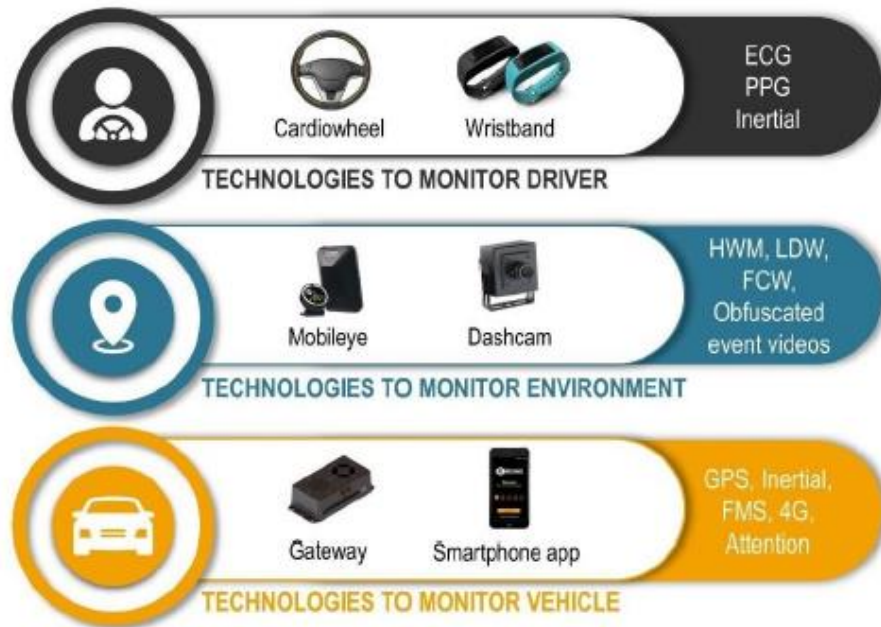 Cardiowheel
Wristband
ECG
PPG
Inertial
TECHNOLOGIES TO MONITOR DRIVER
Mobileye
Dashcam
HWM, LDW,
FCW,
Obfuscated
event videos
TECHNOLOGIES TO MONITOR ENVIRONMENT
Gateway
Smartphone app
GPS, Inertial,
FMS, 4G,
Attention
TECHNOLOGIES TO MONITOR VEHICLE